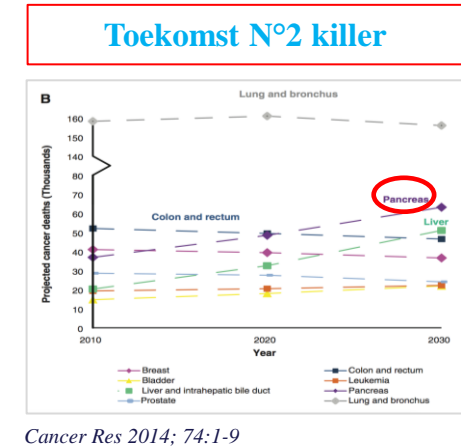 Toekomst N°2 killer
B
Lung and bronchus
Projected cancer deaths (Thousands)
160
150
140
80
70
60
50
40
30
20
10
0
Pancreas
Colon and rectum
Liver
2010
2020
2030
Year
Breast
Bladder
Liver and intrahepatic bile duct
Prostate
Colon and rectum
Leukemia
Pancreas
Lung and bronchus
Cancer Res 2014; 74:1-9